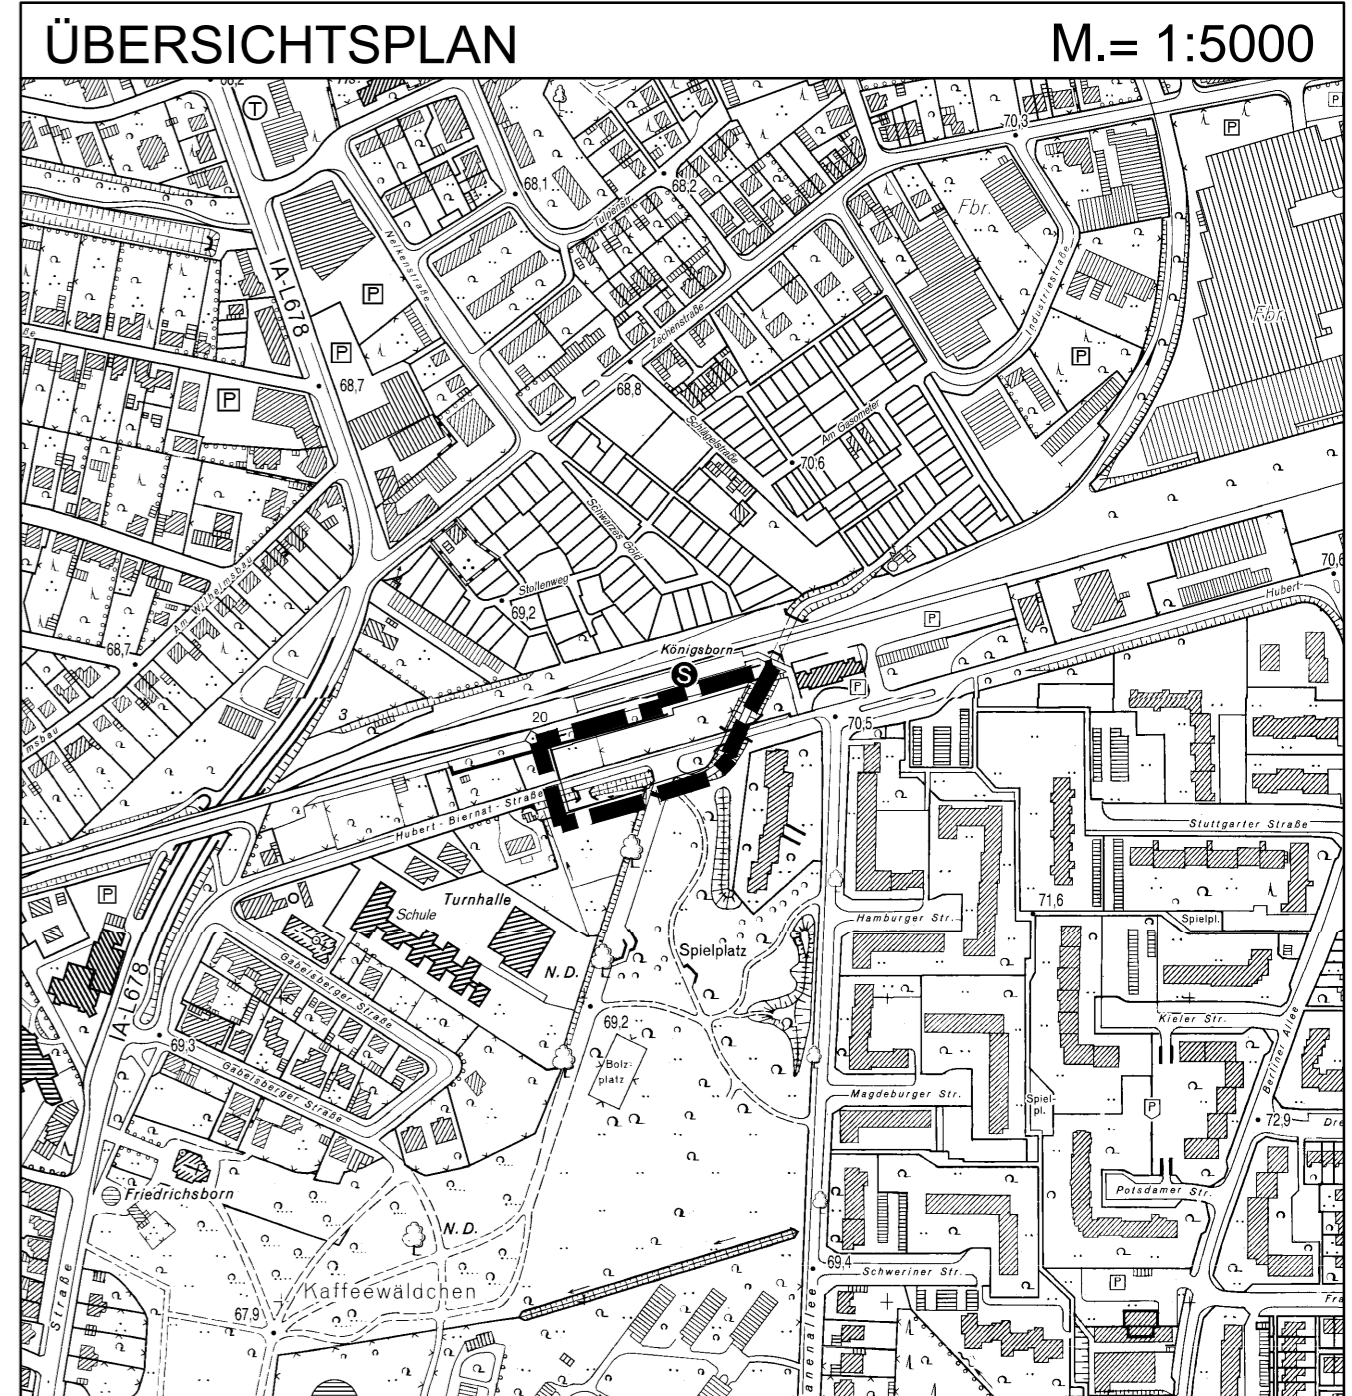 ÜBERSICHTSPLAN
M.= 1:5000
T
P
70,3
68,1
68,2
Tulpenstr.
Fbr.
Nelkenstraße
IA-L678
P
Industriestraße
Fbr.
Zechenstraße
P
P
68,7
P
68,8
Schlägelstraße
Am Gasometer
70,6
Schwarzes Gold
Am Wilhelmsbau
Stollenweg
69,2
Hubert
68,7
P
Königsborn
S
P
3
20
70,5
Hubert - Biernat - Straße
Stuttgarter Straße
P
Turnhalle
Schule
71,6
Hamburger Str.
Spielpl.
Spielplatz
N. D.
Gabelsberger Straße
IA-L678
69,2
Kieler Str.
69,3
Berliner Allee
Bolz-
platz
Gabelsberger Straße
Magdeburger Str.
Spiel-
pl.
P
72,9
Dre
Friedrichsborn
Potsdamer Str.
N. D.
69,4
Schweriner Str.
P
Kaffeewäldchen
Straße
67,9
Fra
annenallee